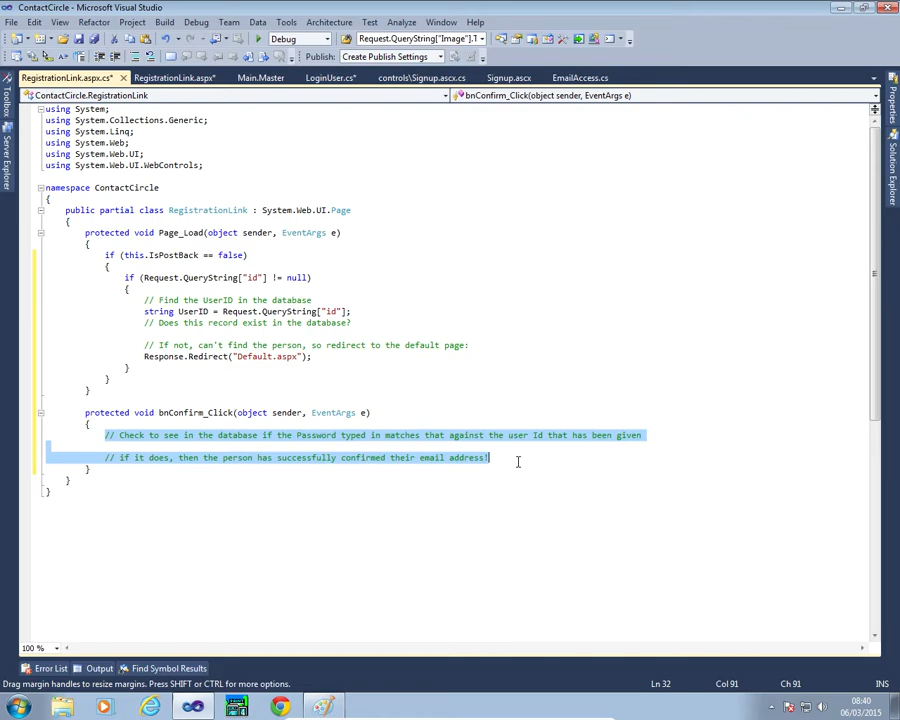 ContactCircle - Microsoft Visual Studio
File Edit View Refactor Project Build Debug Team Data Tools Architecture Test Analyze Window Help
Debug Request.QueryString["Image"].T
Publish: Create Publish Settings
RegistrationLink.aspx.cs* RegistrationLink.aspx* Main.Master LoginUser.cs* controls\Signup.ascx.cs Signup.ascx EmailAccess.cs
ContactCircle.RegistrationLink bnConfirm_Click(object sender, EventArgs e)
Toolbox
Server Explorer
Properties
Solution Explorer
using System;
using System.Collections.Generic;
using System.Linq;
using System.Web;
using System.Web.UI;
using System.Web.UI.WebControls;
namespace ContactCircle
{
public partial class RegistrationLink : System.Web.UI.Page
{
protected void Page_Load(object sender, EventArgs e)
{
if (this.IsPostBack == false)
{
if (Request.QueryString["id"] != null)
{
// Find the UserID in the database
string UserID = Request.QueryString["id"];
// Does this record exist in the database?
// If not, can't find the person, so redirect to the default page:
Response.Redirect("Default.aspx");
}
}
}
protected void bnConfirm_Click(object sender, EventArgs e)
{
// Check to see in the database if the Password typed in matches that against the user Id that has been given
// if it does, then the person has successfully confirmed their email address!
}
}
}
100 %
Error List Output Find Symbol Results
Drag margin handles to resize margins. Press SHIFT or CTRL for more options. Ln 32 Col 91 Ch 91 INS
08:40
06/03/2015